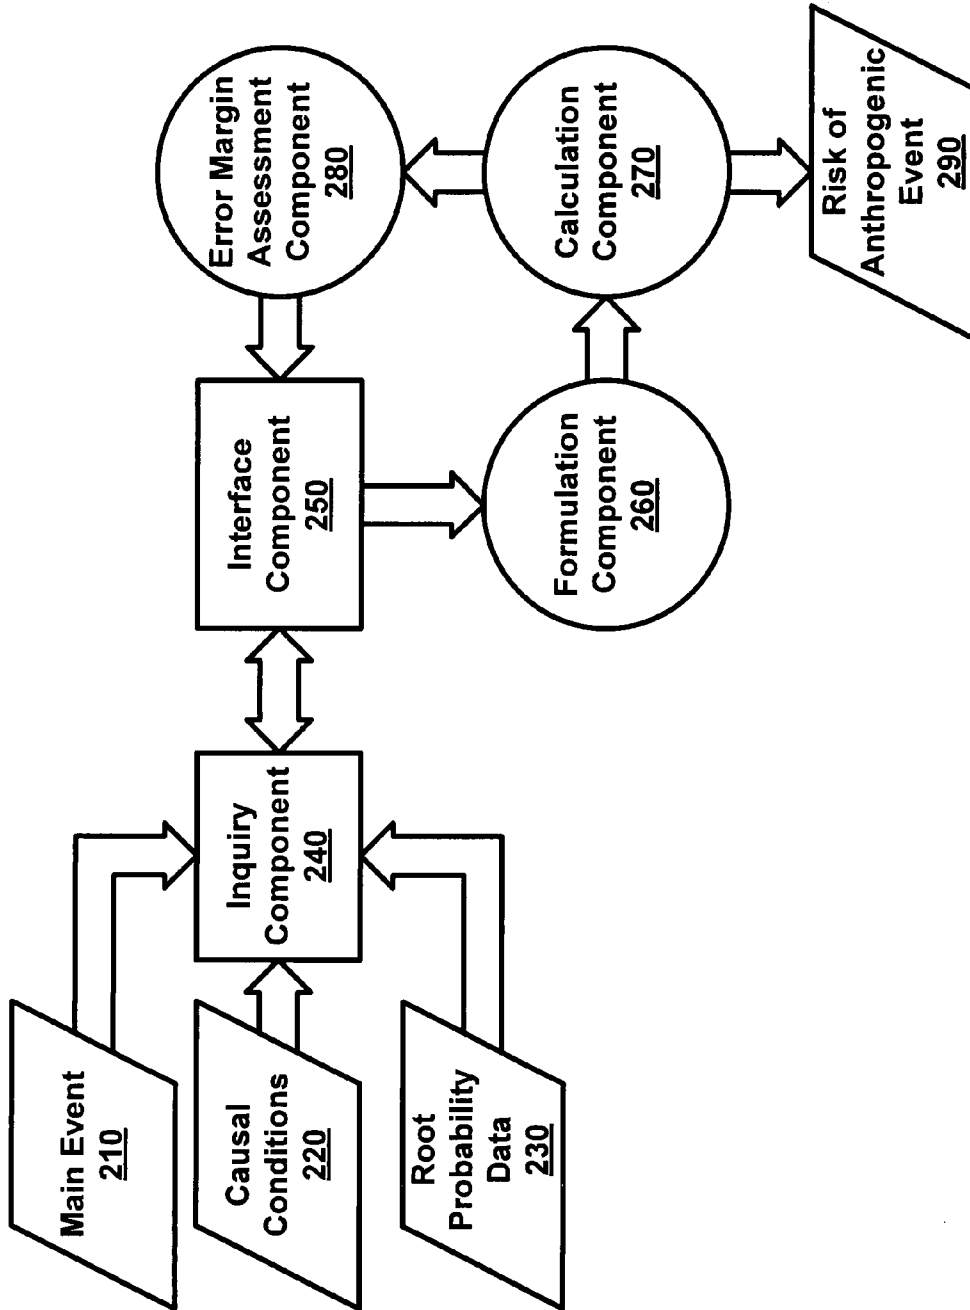 Main Event
210
Causal
Conditions
220
Root
Probability
Data
230
Inquiry
Component
240
Interface
Component
250
Formulation
Component
260
Calculation
Component
270
Error Margin
Assessment
Component
280
Risk of
Anthropogenic
Event
290